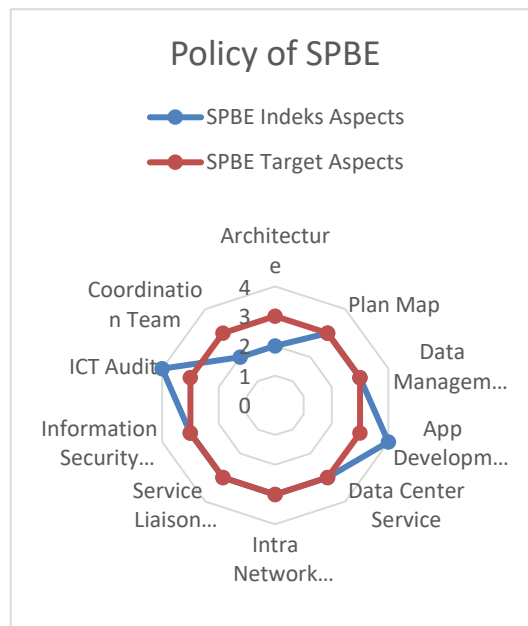 Policy of SPBE
SPBE Indeks Aspects
SPBE Target Aspects
Architectur
e
Plan Map
Data
Managem...
App
Developm...
Data Center
Service
Intra
Network...
Service
Liaison...
Information
Security...
ICT Audit
Coordinatio
n Team
4
3
2
1
0